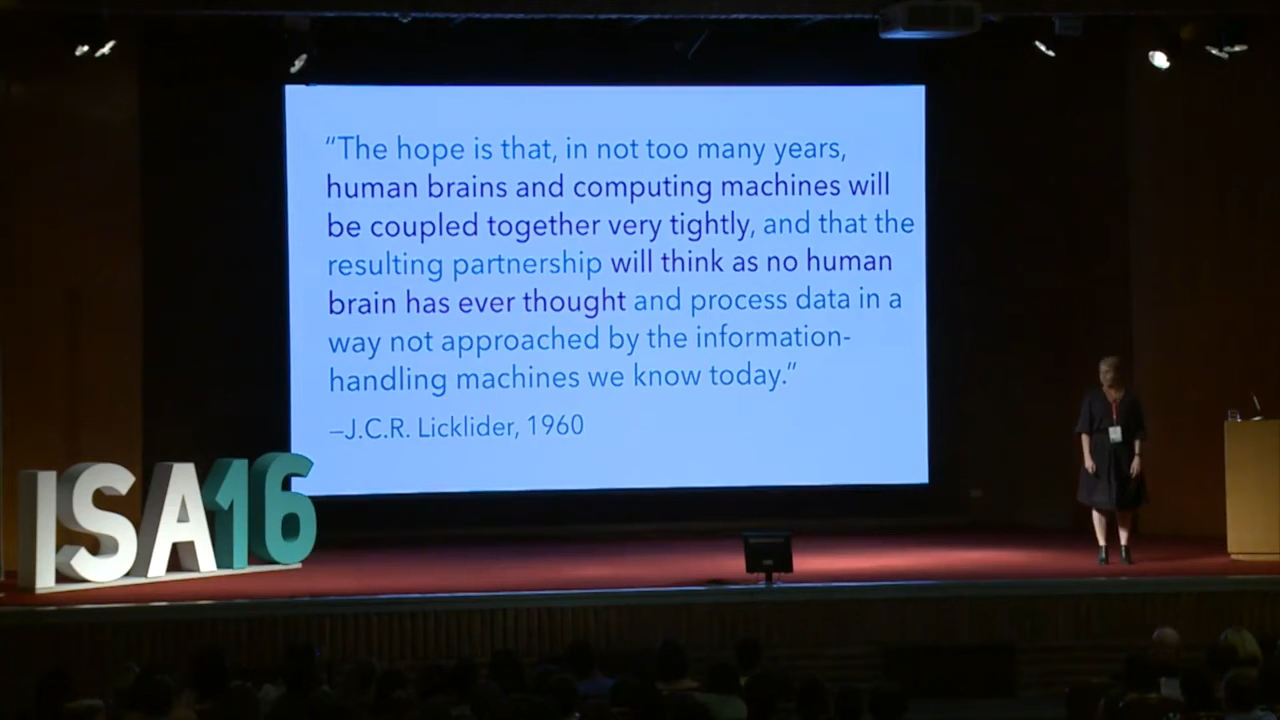 “The hope is that, in not too many years,
human brains and computing machines will
be coupled together very tightly, and that the
resulting partnership will think as no human
brain has ever thought and process data in a
way not approached by the information-
handling machines we know today.”
–J.C.R. Licklider, 1960
ISA16